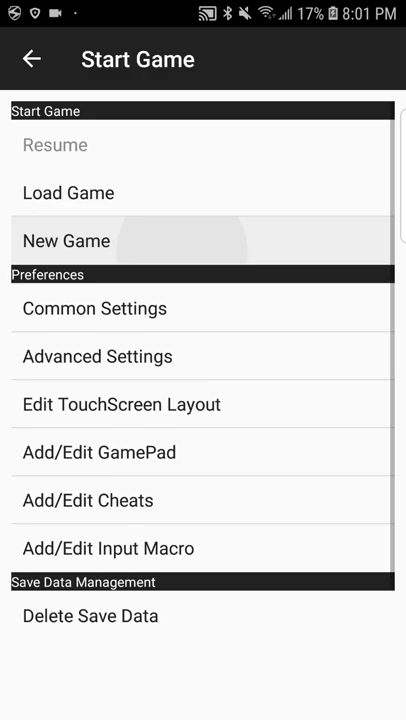 17% 8:01 PM
Start Game
Start Game
Resume
Load Game
New Game
Preferences
Common Settings
Advanced Settings
Edit TouchScreen Layout
Add/Edit GamePad
Add/Edit Cheats
Add/Edit Input Macro
Save Data Management
Delete Save Data